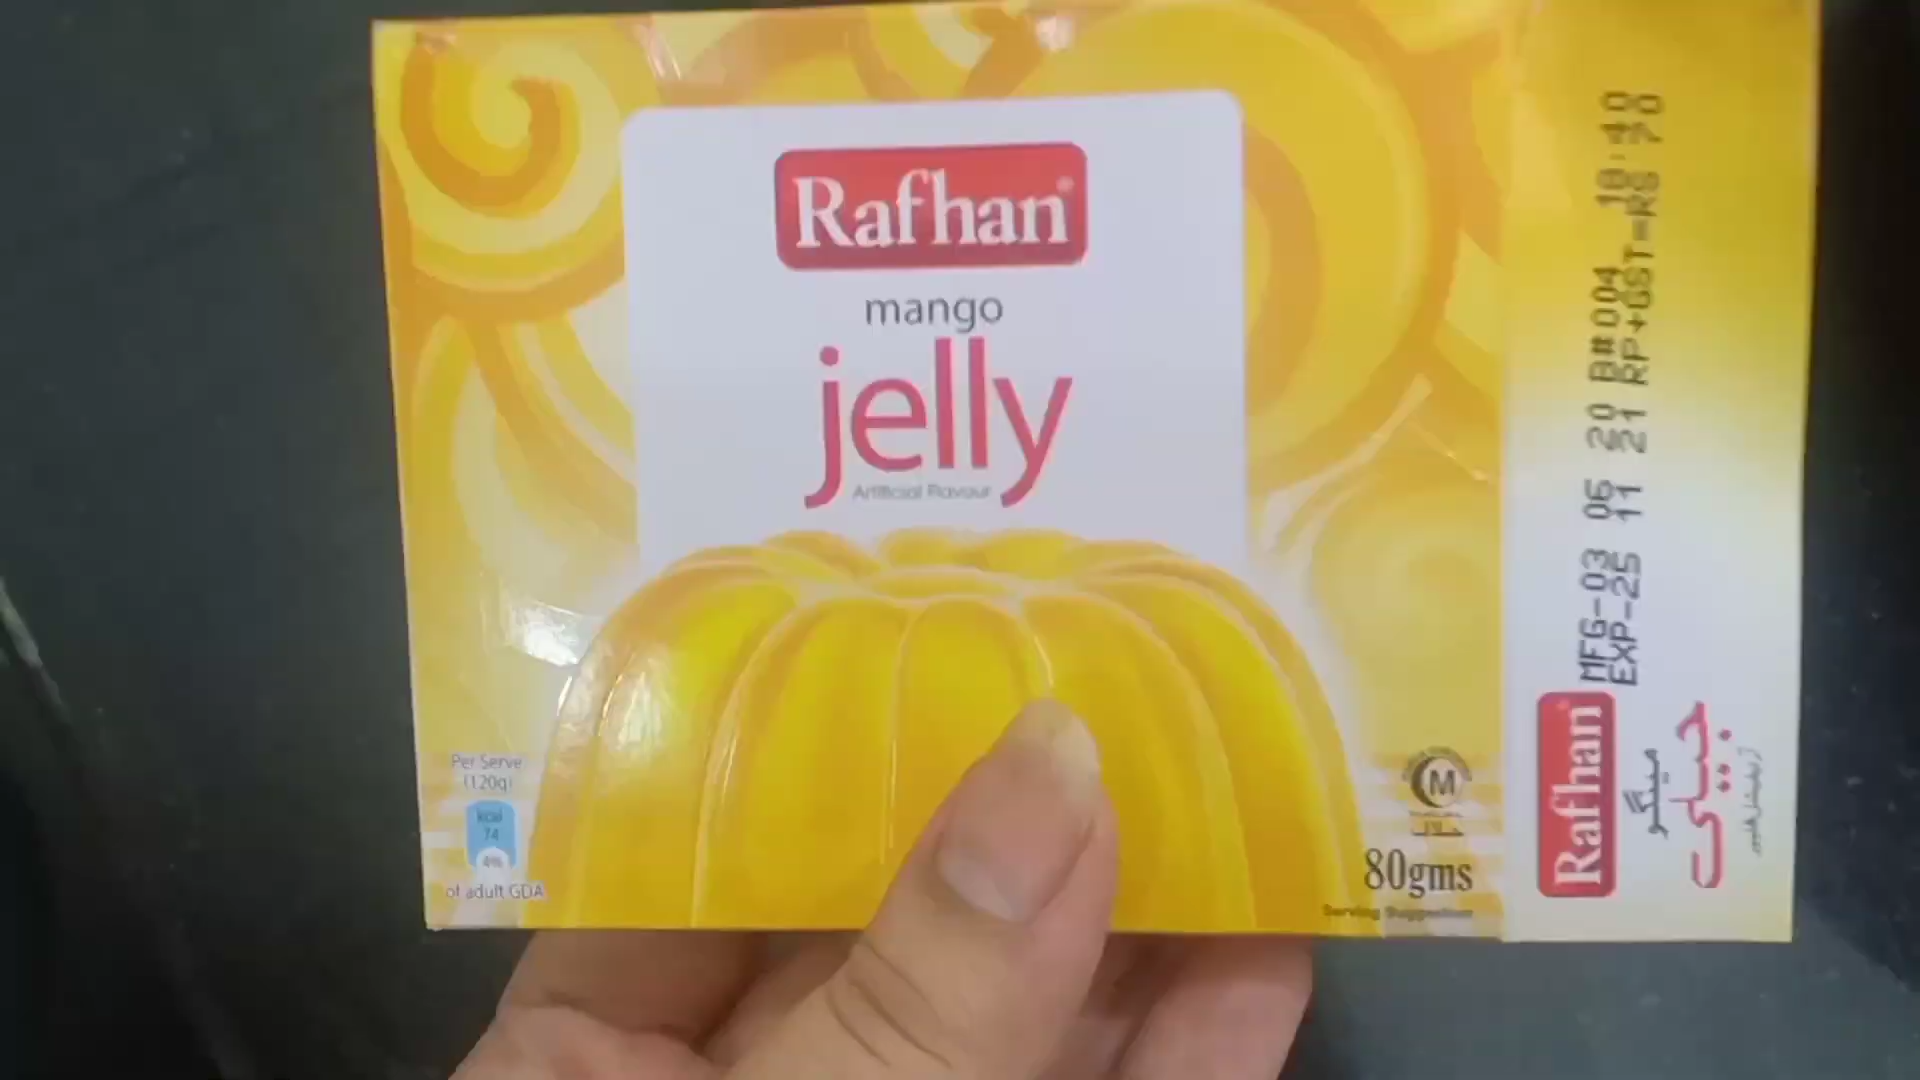 Rafhan®
mango
jelly
Artificial Flavour
Per Serve
(120g)
kcal
74
4%
of adult GDA
M
80gms
Serving Suggestion
MFG-03 06 20 B#004 18:40
EXP-25 11 21 RP+GST=RS 70
Rafhan
مینگو
جیلی